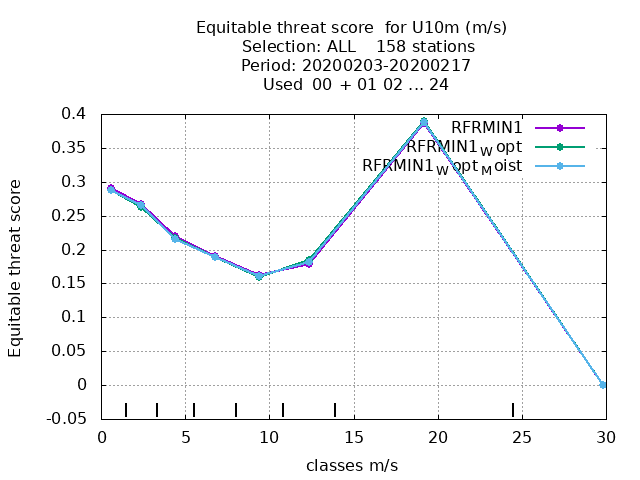 Equitable threat score for U10m (m/s)
Selection: ALL 158 stations
Period: 20200203-20200217
Used 00 + 01 02 ... 24
0.4
0.35
0.3
0.25
0.2
0.15
0.1
0.05
0
-0.05
Equitable threat score
RFRMIN1
RFRMIN1Wopt
RFRMIN1WoptMoist
0 5 10 15 20 25 30
classes m/s